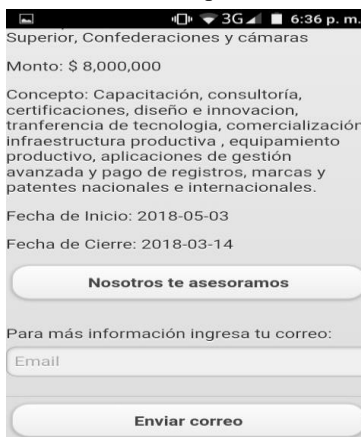 3G 6:36 p. m.
Superior, Confederaciones y cámaras
Monto: $ 8,000,000
Concepto: Capacitación, consultoría,
certificaciones, diseño e innovacion,
tranferencia de tecnologia, comercialización
infraestructura productiva , equipamiento
productivo, aplicaciones de gestión
avanzada y pago de registros, marcas y
patentes nacionales e internacionales.
Fecha de Inicio: 2018-05-03
Fecha de Cierre: 2018-03-14
Nosotros te asesoramos
Para más información ingresa tu correo:
Email
Enviar correo